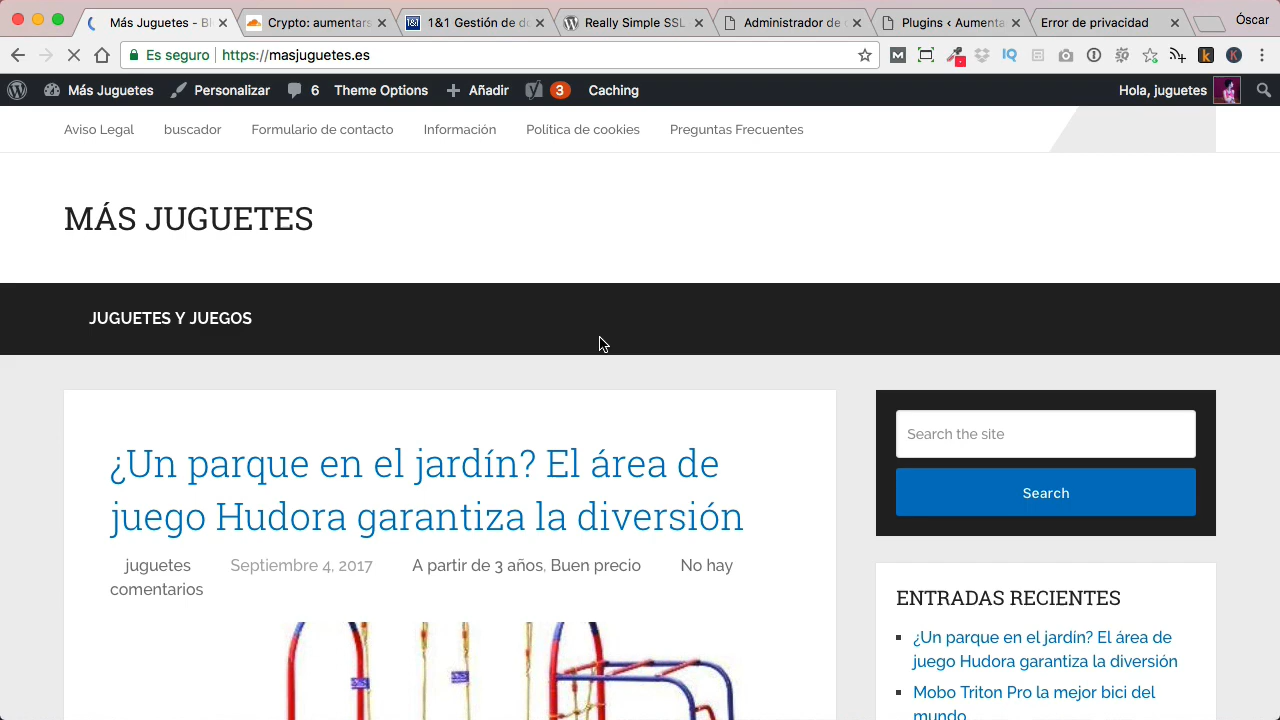 Más Juguetes - Bl
Crypto: aumentars
1&1 Gestión de do
Really Simple SSL
Administrador de c
Plugins ‹ Aumenta
Error de privacidad
Óscar
Es seguro
https://masjuguetes.es
Más Juguetes
Personalizar
6
Theme Options
Añadir
3
Caching
Hola, juguetes
Aviso Legal
buscador
Formulario de contacto
Información
Política de cookies
Preguntas Frecuentes
MÁS JUGUETES
JUGUETES Y JUEGOS
¿Un parque en el jardín? El área de
juego Hudora garantiza la diversión
juguetes Septiembre 4, 2017 A partir de 3 años, Buen precio No hay
comentarios
Search the site
Search
ENTRADAS RECIENTES
¿Un parque en el jardín? El área de
juego Hudora garantiza la diversión
Mobo Triton Pro la mejor bici del
mundo